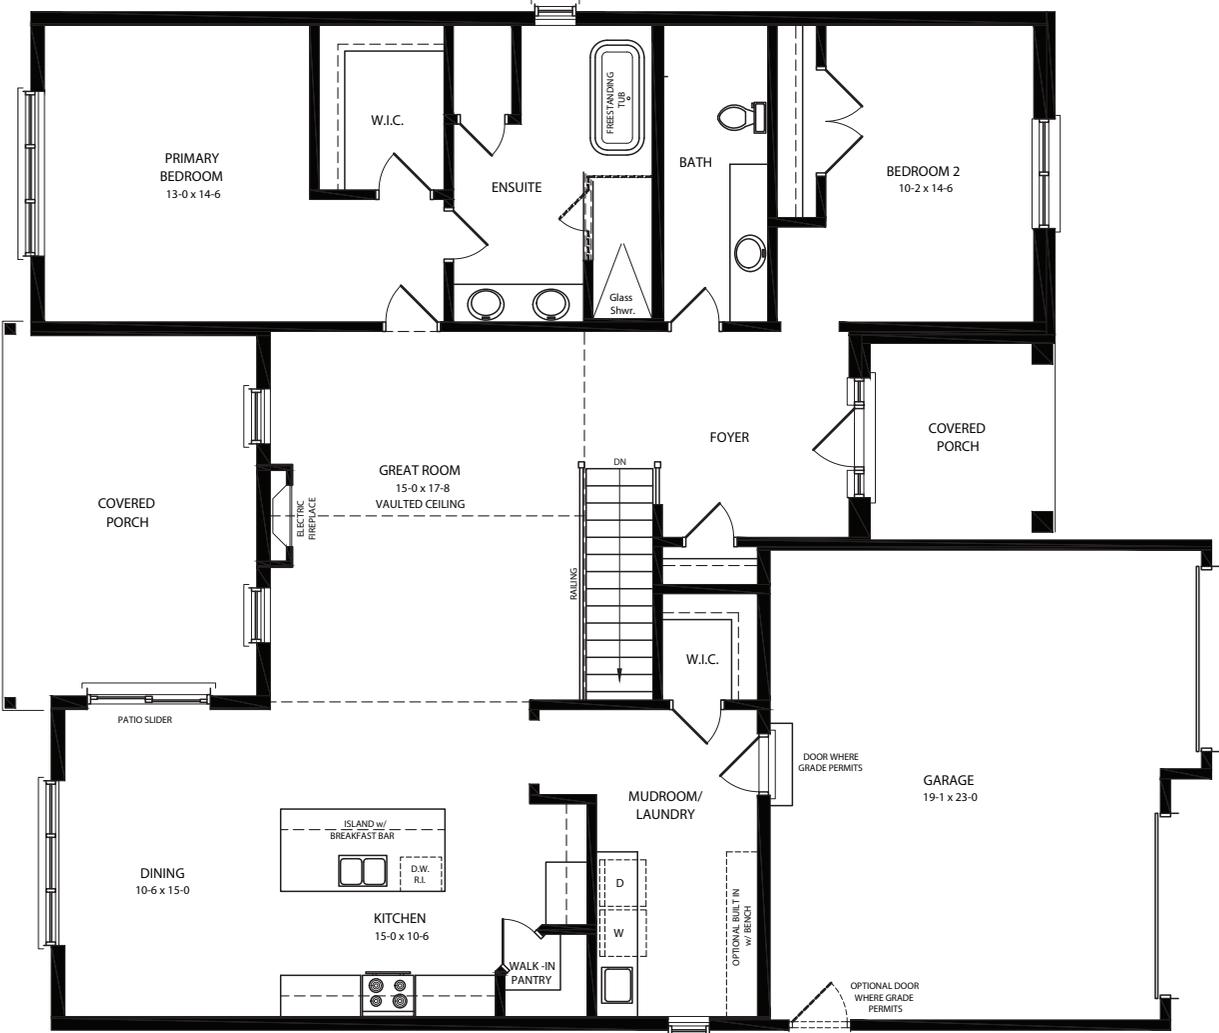 FREESTANDING
TUB
W.I.C.
PRIMARY
BEDROOM
13-0 x 14-6
ENSUITE
BATH
BEDROOM 2
10-2 x 14-6
Glass
Shwr.
FOYER
COVERED
PORCH
DN
GREAT ROOM
15-0 x 17-8
VAULTED CEILING
COVERED
PORCH
ELECTRIC
FIREPLACE
RAILING
W.I.C.
PATIO SLIDER
DOOR WHERE
GRADE PERMITS
GARAGE
19-1 x 23-0
MUDROOM/
LAUNDRY
ISLAND w/
BREAKFAST BAR
D.W.
R.I.
DINING
10-6 x 15-0
D
W
OPTIONAL BUILT IN
w/ BENCH
KITCHEN
15-0 x 10-6
WALK -IN
PANTRY
OPTIONAL DOOR
WHERE GRADE
PERMITS